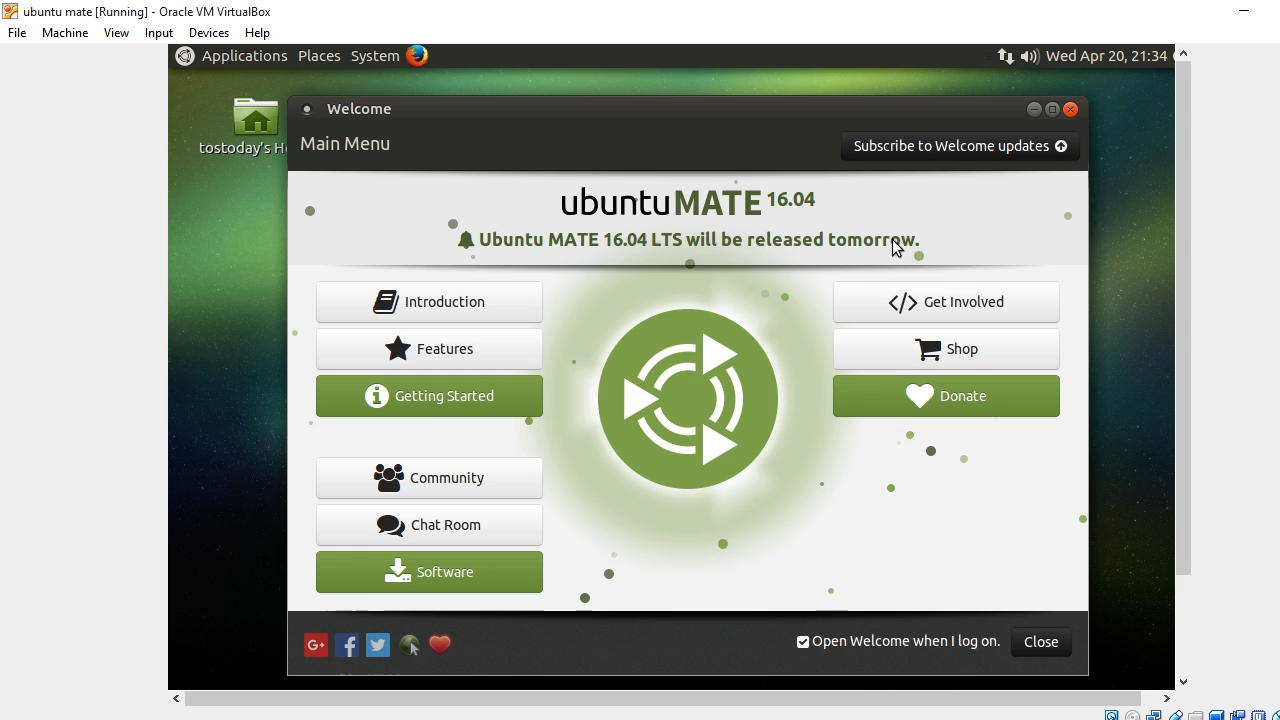 ubuntu mate [Running] - Oracle VM VirtualBox
File Machine View Input Devices Help
Applications Places System Wed Apr 20, 21:34
tostoday's H
Welcome
Main Menu
Subscribe to Welcome updates
ubuntu MATE 16.04
Ubuntu MATE 16.04 LTS will be released tomorrow.
Introduction
Features
Getting Started
Community
Chat Room
Software
Get Involved
Shop
Donate
G+ f
Open Welcome when I log on.
Close